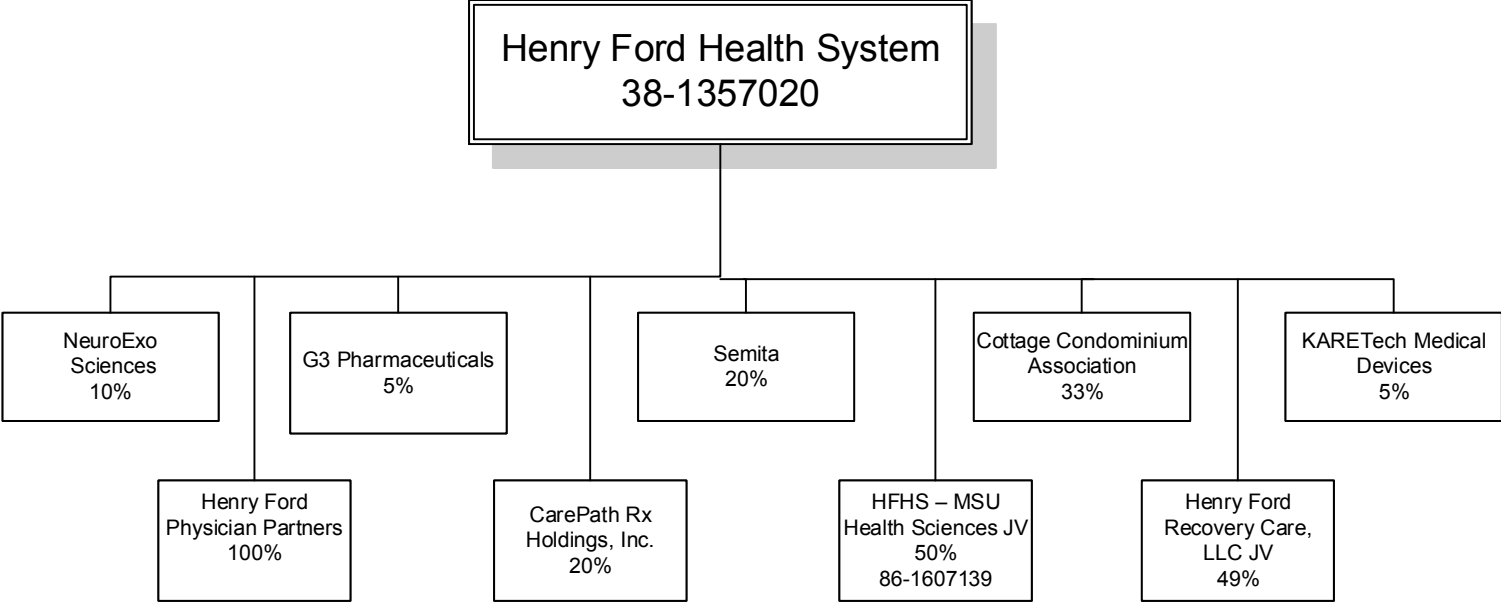 Henry Ford Health System
38-1357020
NeuroExo
Sciences
10%
G3 Pharmaceuticals
5%
Semita
20%
Cottage Condominium
Association
33%
KARETech Medical
Devices
5%
Henry Ford
Physician Partners
100%
CarePath Rx
Holdings, Inc.
20%
HFHS – MSU
Health Sciences JV
50%
86-1607139
Henry Ford
Recovery Care,
LLC JV
49%